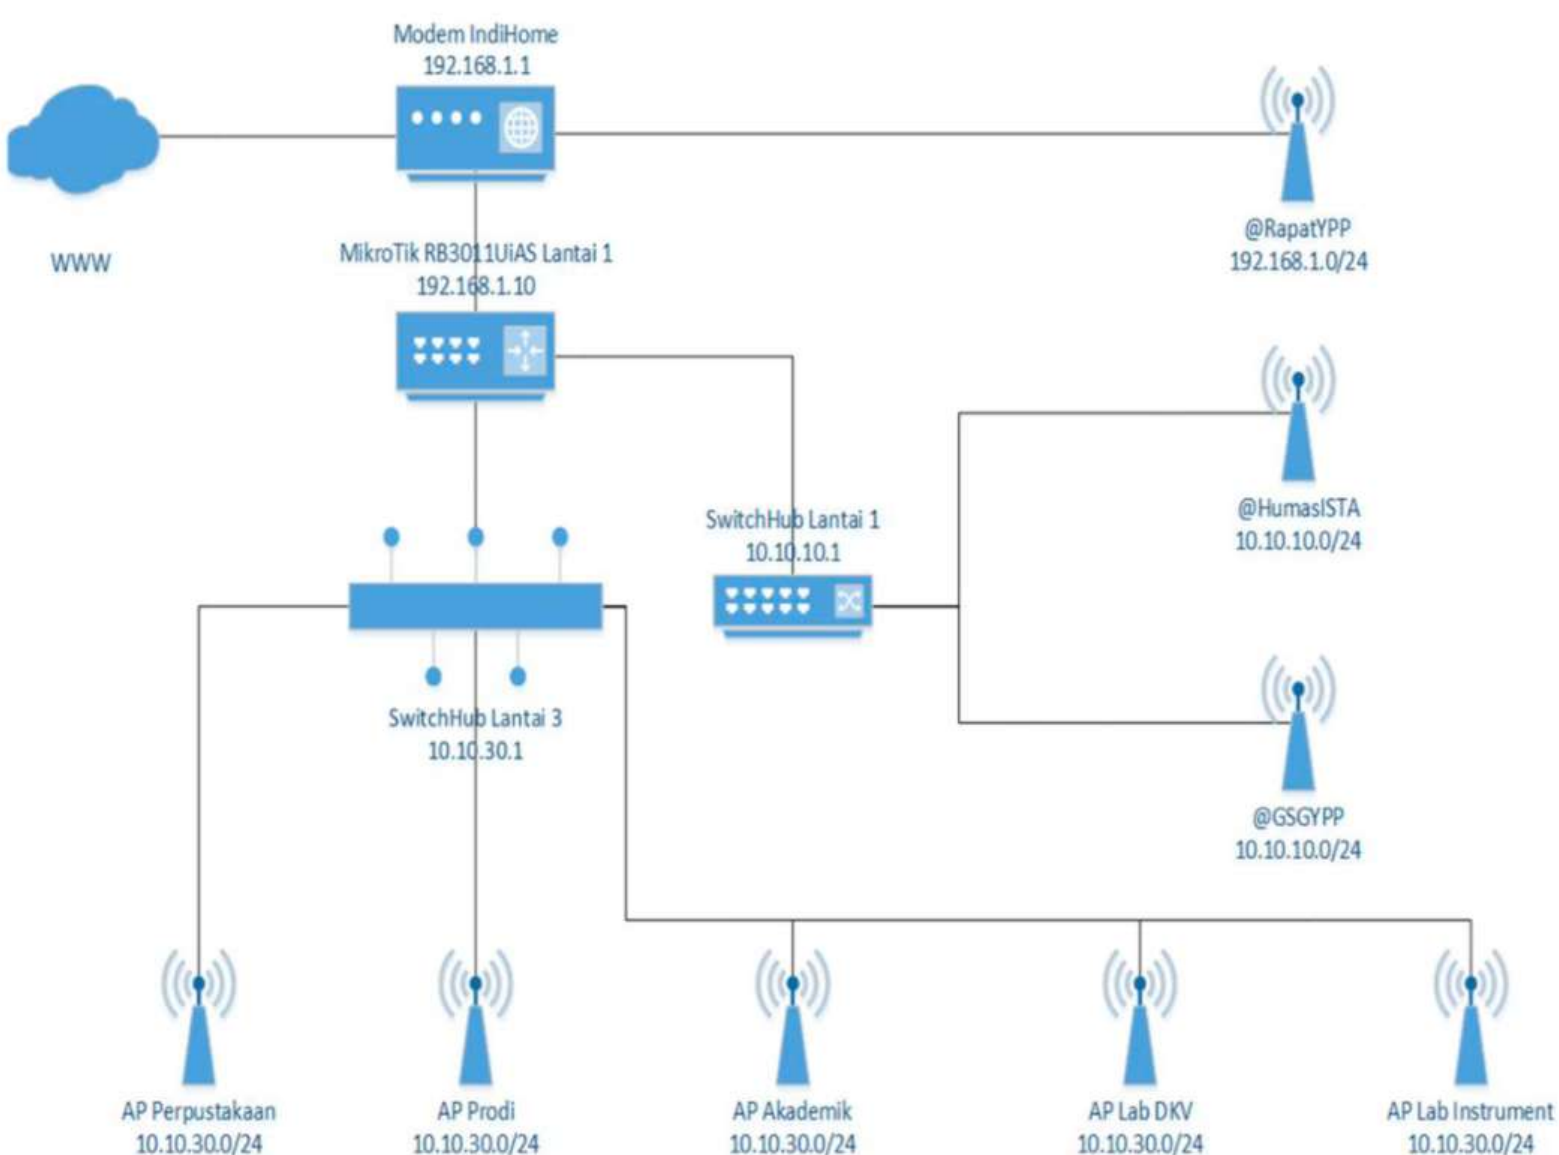 Modem IndiHome
192.168.1.1
WWW
@RapatYPP
192.168.1.0/24
MikroTik RB3011UiAS Lantai 1
192.168.1.10
@HumasISTA
10.10.10.0/24
SwitchHub Lantai 1
10.10.10.1
SwitchHub Lantai 3
10.10.30.1
@GSGYPP
10.10.10.0/24
AP Perpustakaan
10.10.30.0/24
AP Prodi
10.10.30.0/24
AP Akademik
10.10.30.0/24
AP Lab DKV
10.10.30.0/24
AP Lab Instrument
10.10.30.0/24